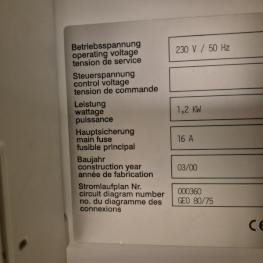 Betriebsspannung
operating voltage
tension de service
230 V / 50 Hz
Steuerspannung
control voltage
tension de commande
Leistung
wattage
puissance
1,2 KW
Hauptsicherung
main fuse
fusible principal
16 A
Baujahr
construction year
année de fabrication
03/00
Stromlaufplan Nr.
circuit diagram number
no. du diagramme des
connexions
000360
GEO 80/75
CE